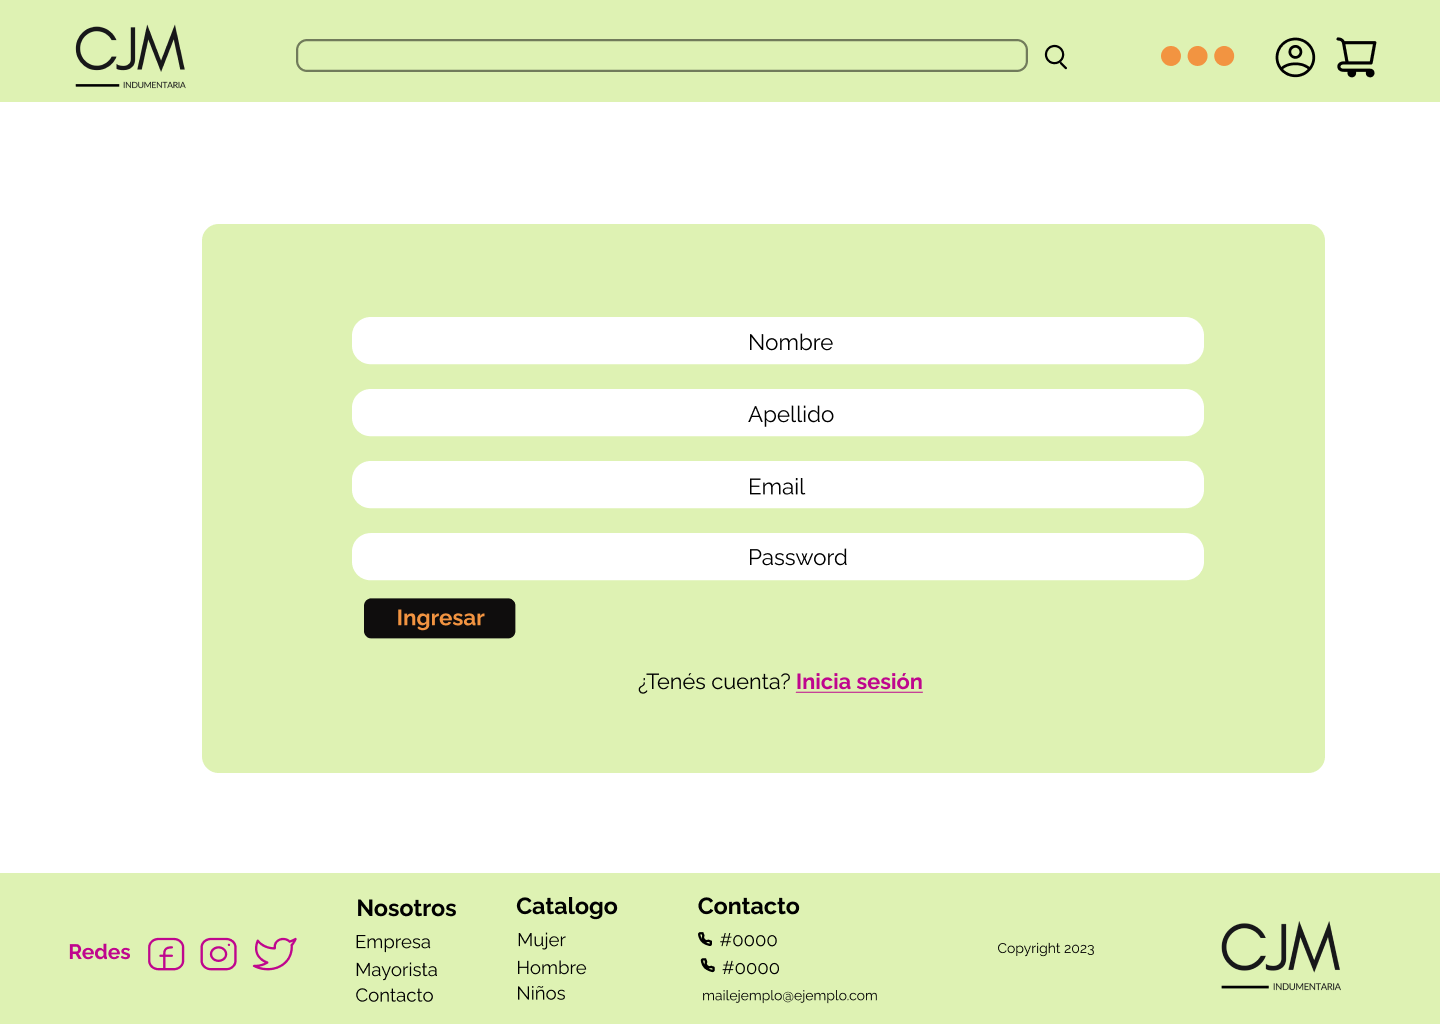 CJM
INDUMENTARIA
Nombre
Apellido
Email
Password
Ingresar
¿Tenés cuenta? Inicia sesión
Redes
Nosotros
Empresa
Mayorista
Contacto
Catalogo
Mujer
Hombre
Niños
Contacto
#0000
#0000
mailejemplo@ejemplo.com
Copyright 2023
CJM
INDUMENTARIA